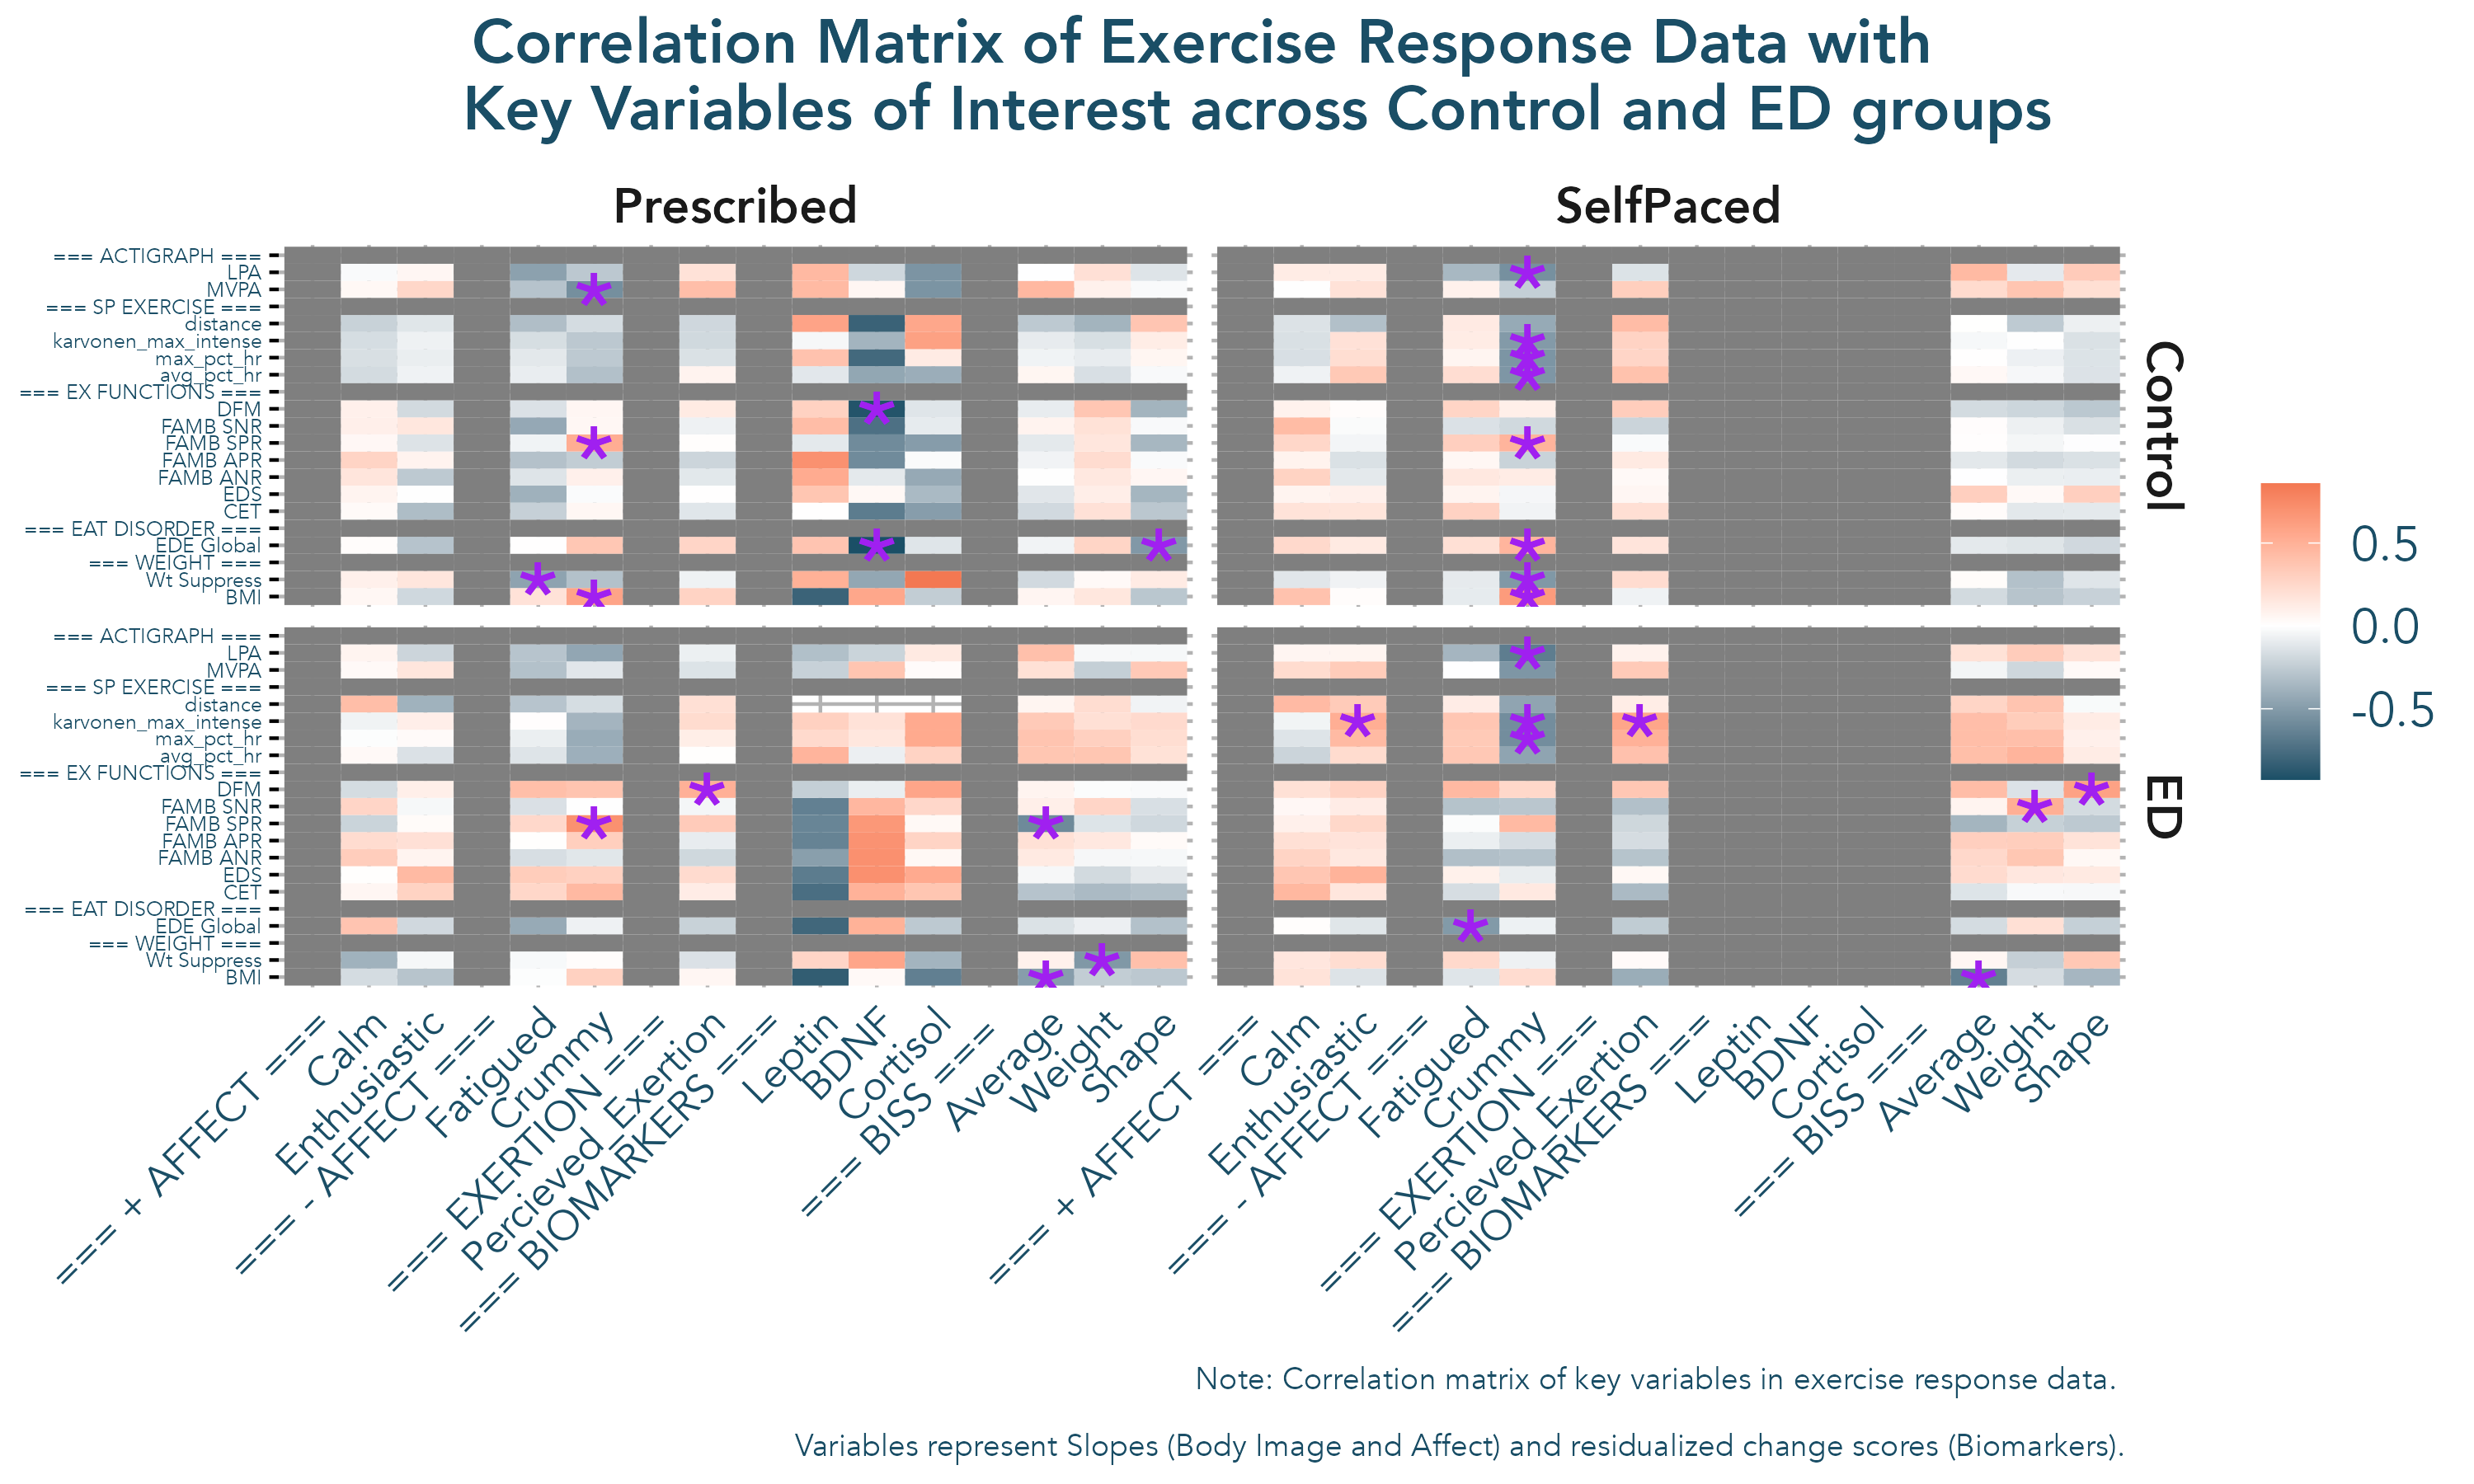 Correlation Matrix of Exercise Response Data with
Key Variables of Interest across Control and ED groups
Prescribed
SelfPaced
=== ACTIGRAPH ===
LPA
MVPA
=== SP EXERCISE ===
distance
karvonen_max_intense
max_pct_hr
avg_pct_hr
=== EX FUNCTIONS ===
DFM
FAMB SNR
FAMB SPR
FAMB APR
FAMB ANR
EDS
CET
=== EAT DISORDER ===
EDE Global
=== WEIGHT ===
Wt Suppress
BMI
Control
=== ACTIGRAPH ===
LPA
MVPA
=== SP EXERCISE ===
distance
karvonen_max_intense
max_pct_hr
avg_pct_hr
=== EX FUNCTIONS ===
DFM
FAMB SNR
FAMB SPR
FAMB APR
FAMB ANR
EDS
CET
=== EAT DISORDER ===
EDE Global
=== WEIGHT ===
Wt Suppress
BMI
ED
0.5
0.0
-0.5
=== + AFFECT ===
Calm
Enthusiastic
=== - AFFECT ===
Fatigued
Crummy
=== EXERTION ===
Percieved Exertion
=== BIOMARKERS ===
Leptin
BDNF
Cortisol
=== BISS ===
Average
Weight
Shape
=== + AFFECT ===
Calm
Enthusiastic
=== - AFFECT ===
Fatigued
Crummy
=== EXERTION ===
Percieved Exertion
=== BIOMARKERS ===
Leptin
BDNF
Cortisol
=== BISS ===
Average
Weight
Shape
Note: Correlation matrix of key variables in exercise response data.
Variables represent Slopes (Body Image and Affect) and residualized change scores (Biomarkers).